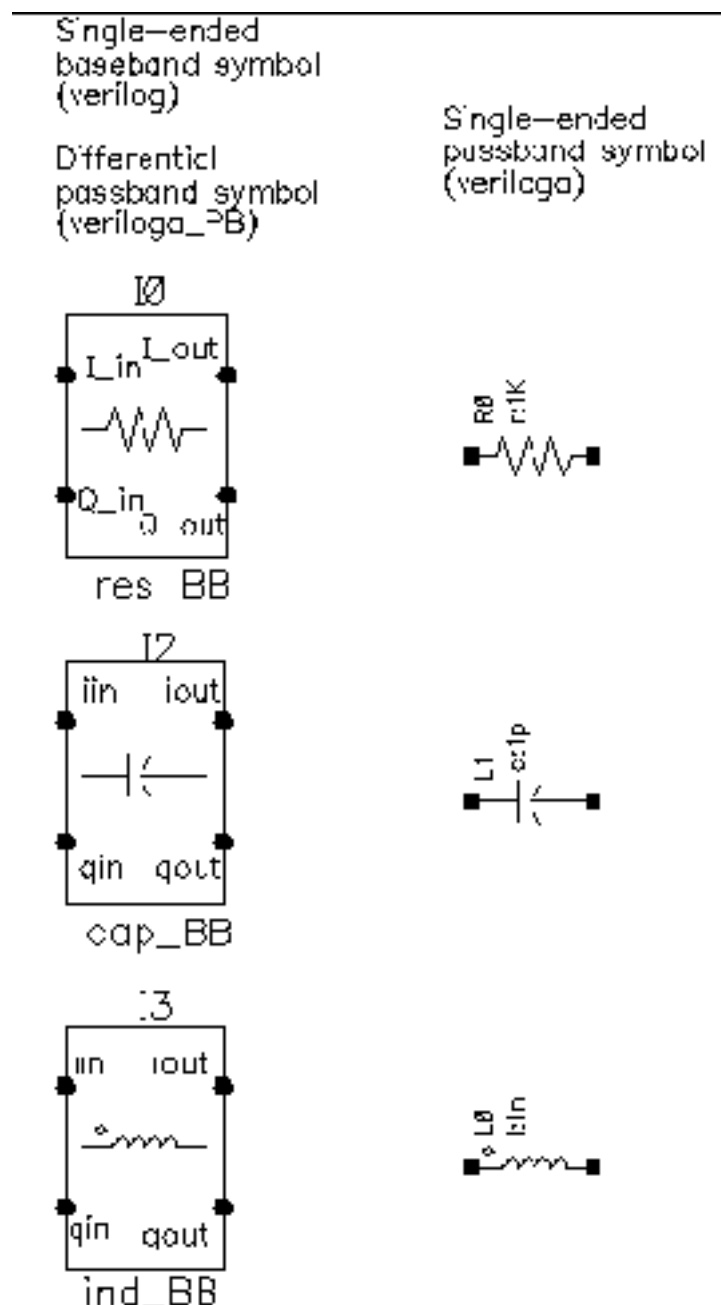 Single-ended
baseband symbol
(verilog)
Differential
passband symbol
(veriloga_PB)
Single-ended
passband symbol
(veriloga)
I0
I_in
I_out
Q_in
Q_out
res_BB
R0
r:1K
I2
iin
iout
qin
qout
cap_BB
L1
c:1p
I3
iin
iout
qin
qout
ind_BB
L0
l:1n